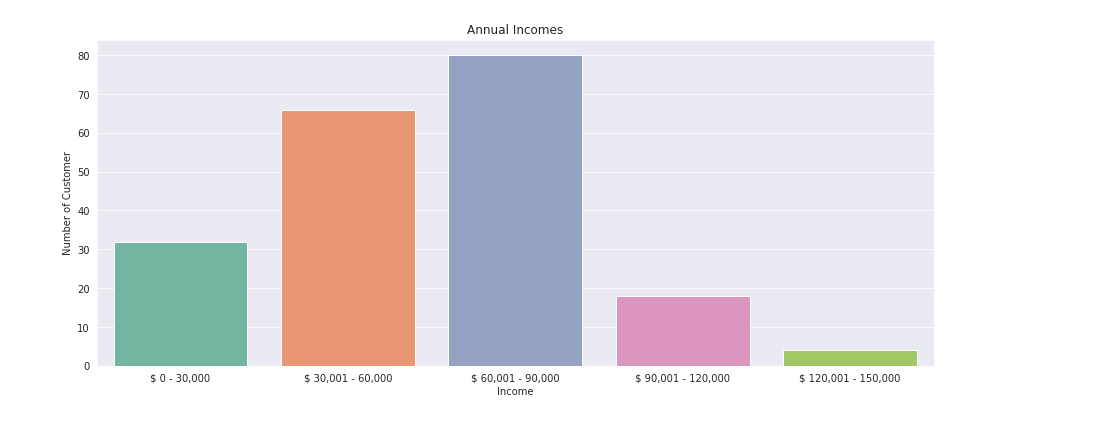 Annual Incomes
80
70
60
50
40
30
20
10
0
Number of Customer
$ 0 - 30,000
$ 30,001 - 60,000
$ 60,001 - 90,000
$ 90,001 - 120,000
$ 120,001 - 150,000
Income